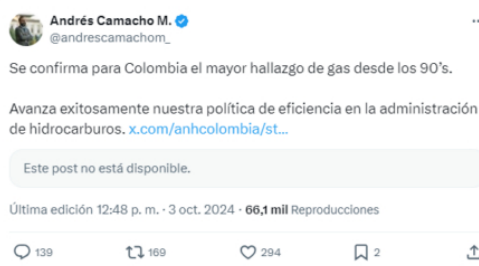 Andrés Camacho M.
@andrescamachom_
Se confirma para Colombia el mayor hallazgo de gas desde los 90’s.
Avanza exitosamente nuestra política de eficiencia en la administración
de hidrocarburos. x.com/anhcolombia/st...
Este post no está disponible.
Última edición 12:48 p. m. · 3 oct. 2024 · 66,1 mil Reproducciones
139 169 294 2